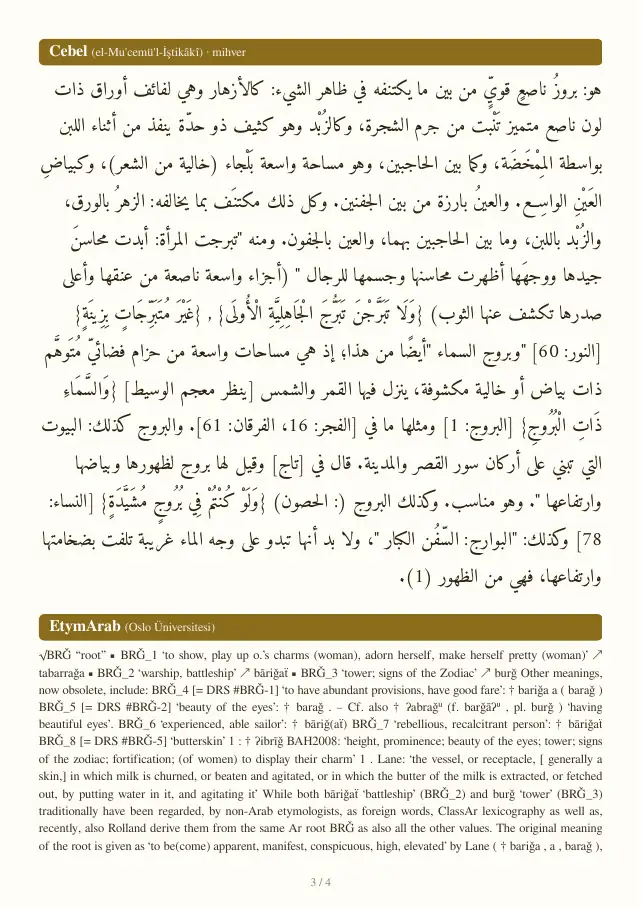 Cebel (el-Mu'cemü'l-İştikâkî) · mihver
هو: بروزُ ناصعٍ قويّ من بين ما يكتنفه في ظاهر الشيء: كالأزهار وهي لفائف أوراق ذات
لون ناصع متميز تَنْبُت من جرم الشجرة، وكالزُبْد وهو كثيف ذو حدّة ينفذ من أثناء اللبن
بواسطة المِمْخَضَة، وكما بين الحاجبين، وهو مساحة واسعة بَلْجاء (خالية من الشعر)، وكبياضِ
العَيْنِ الواسِع. والعينُ بارزة من بين الجفنين. وكل ذلك مكتنَف بما يخالفه: الزهرُ بالورق،
والزُبْد باللبن، وما بين الحاجبين بهما، والعين بالجفون. ومنه "تبرجت المرأة: أبدت محاسنَ
جيدها ووجهَها أظهرت محاسنها وجسمها للرجال " (أجزاء واسعة ناصعة من عنقها وأعلى
صدرها تكشف عنها الثوب) {وَلَا تَبَرَّجْنَ تَبَرُّجَ الْجَاهِلِيَّةِ الْأُولَى} , {غَيْرَ مُتَبَرِّجَاتٍ بِزِينَةٍ}
[النور: 60] "وبروج السماء "أيضًا من هذا؛ إذ هي مساحات واسعة من حزام فضائيّ مُتَوهَّم
ذات بياض أو خالية مكشوفة، ينزل فيها القمر والشمس [ينظر معجم الوسيط] {وَالسَّمَاءِ
ذَاتِ الْبُرُوجِ} [البروج: 1] ومثلها ما في [الفجر: 16، الفرقان: 61]. والبروج كذلك: البيوت
التي تبنى على أركان سور القصر والمدينة. قال في [تاج] وقيل لها بروج لظهورها وبياضها
وارتفاعها ". وهو مناسب. وكذلك البروج (: الحصون) {وَلَوْ كُنْتُمْ فِي بُرُوجٍ مُشَيَّدَةٍ} [النساء:
78] وكذلك: "البوارج: السّفُن الكبار "، ولا بد أنها تبدو على وجه الماء غريبة تلفت بضخامتها
وارتفاعها، فهي من الظهور (1).
EtymArab (Oslo Üniversitesi)
√BRǦ “root” ▪ BRǦ_1 ‘to show, play up o.’s charms (woman), adorn herself, make herself pretty (woman)’ ↗
tabarraǧa ▪ BRǦ_2 ‘warship, battleship’ ↗ bāriǧaẗ ▪ BRǦ_3 ‘tower; signs of the Zodiac’ ↗ burǧ Other meanings,
now obsolete, include: BRǦ_4 [= DRS #BRǦ-1] ‘to have abundant provisions, have good fare’: † bariǧa a ( baraǧ )
BRǦ_5 [= DRS #BRǦ-2] ‘beauty of the eyes’: † baraǧ . – Cf. also † ʔabraǧᵘ (f. barǧāʔᵘ , pl. burǧ ) ‘having
beautiful eyes’. BRǦ_6 ‘experienced, able sailor’: † bāriǧ(aẗ) BRǦ_7 ‘rebellious, recalcitrant person’: † bāriǧaẗ
BRǦ_8 [= DRS #BRǦ-5] ‘butterskin’ 1 : † ʔibrīǧ BAH2008: ‘height, prominence; beauty of the eyes; tower; signs
of the zodiac; fortification; (of women) to display their charm’ 1 . Lane: ‘the vessel, or receptacle, [ generally a
skin,] in which milk is churned, or beaten and agitated, or in which the butter of the milk is extracted, or fetched
out, by putting water in it, and agitating it’ While both bāriǧaẗ ‘battleship’ (BRǦ_2) and burǧ ‘tower’ (BRǦ_3)
traditionally have been regarded, by non-Arab etymologists, as foreign words, ClassAr lexicography as well as,
recently, also Rolland derive them from the same Ar root BRǦ as also all the other values. The original meaning
of the root is given as ‘to be(come) apparent, manifest, conspicuous, high, elevated’ by Lane ( † bariǧa , a , baraǧ ),
3 / 4